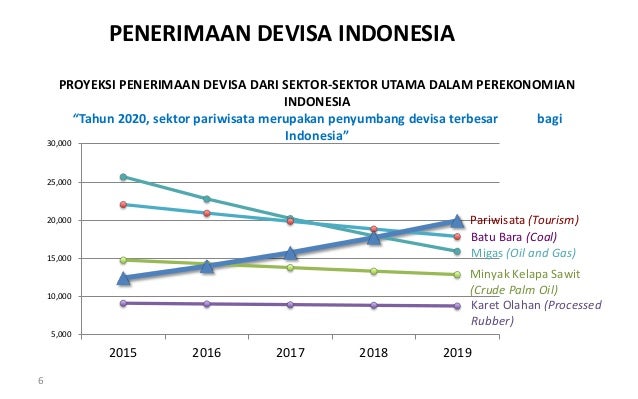 PENERIMAAN DEVISA INDONESIA
PROYEKSI PENERIMAAN DEVISA DARI SEKTOR-SEKTOR UTAMA DALAM PEREKONOMIAN
INDONESIA
“Tahun 2020, sektor pariwisata merupakan penyumbang devisa terbesar bagi
Indonesia”
30,000
25,000
20,000
15,000
10,000
5,000
Pariwisata (Tourism)
Batu Bara (Coal)
Migas (Oil and Gas)
Minyak Kelapa Sawit
(Crude Palm Oil)
Karet Olahan (Processed
Rubber)
2015 2016 2017 2018 2019
6